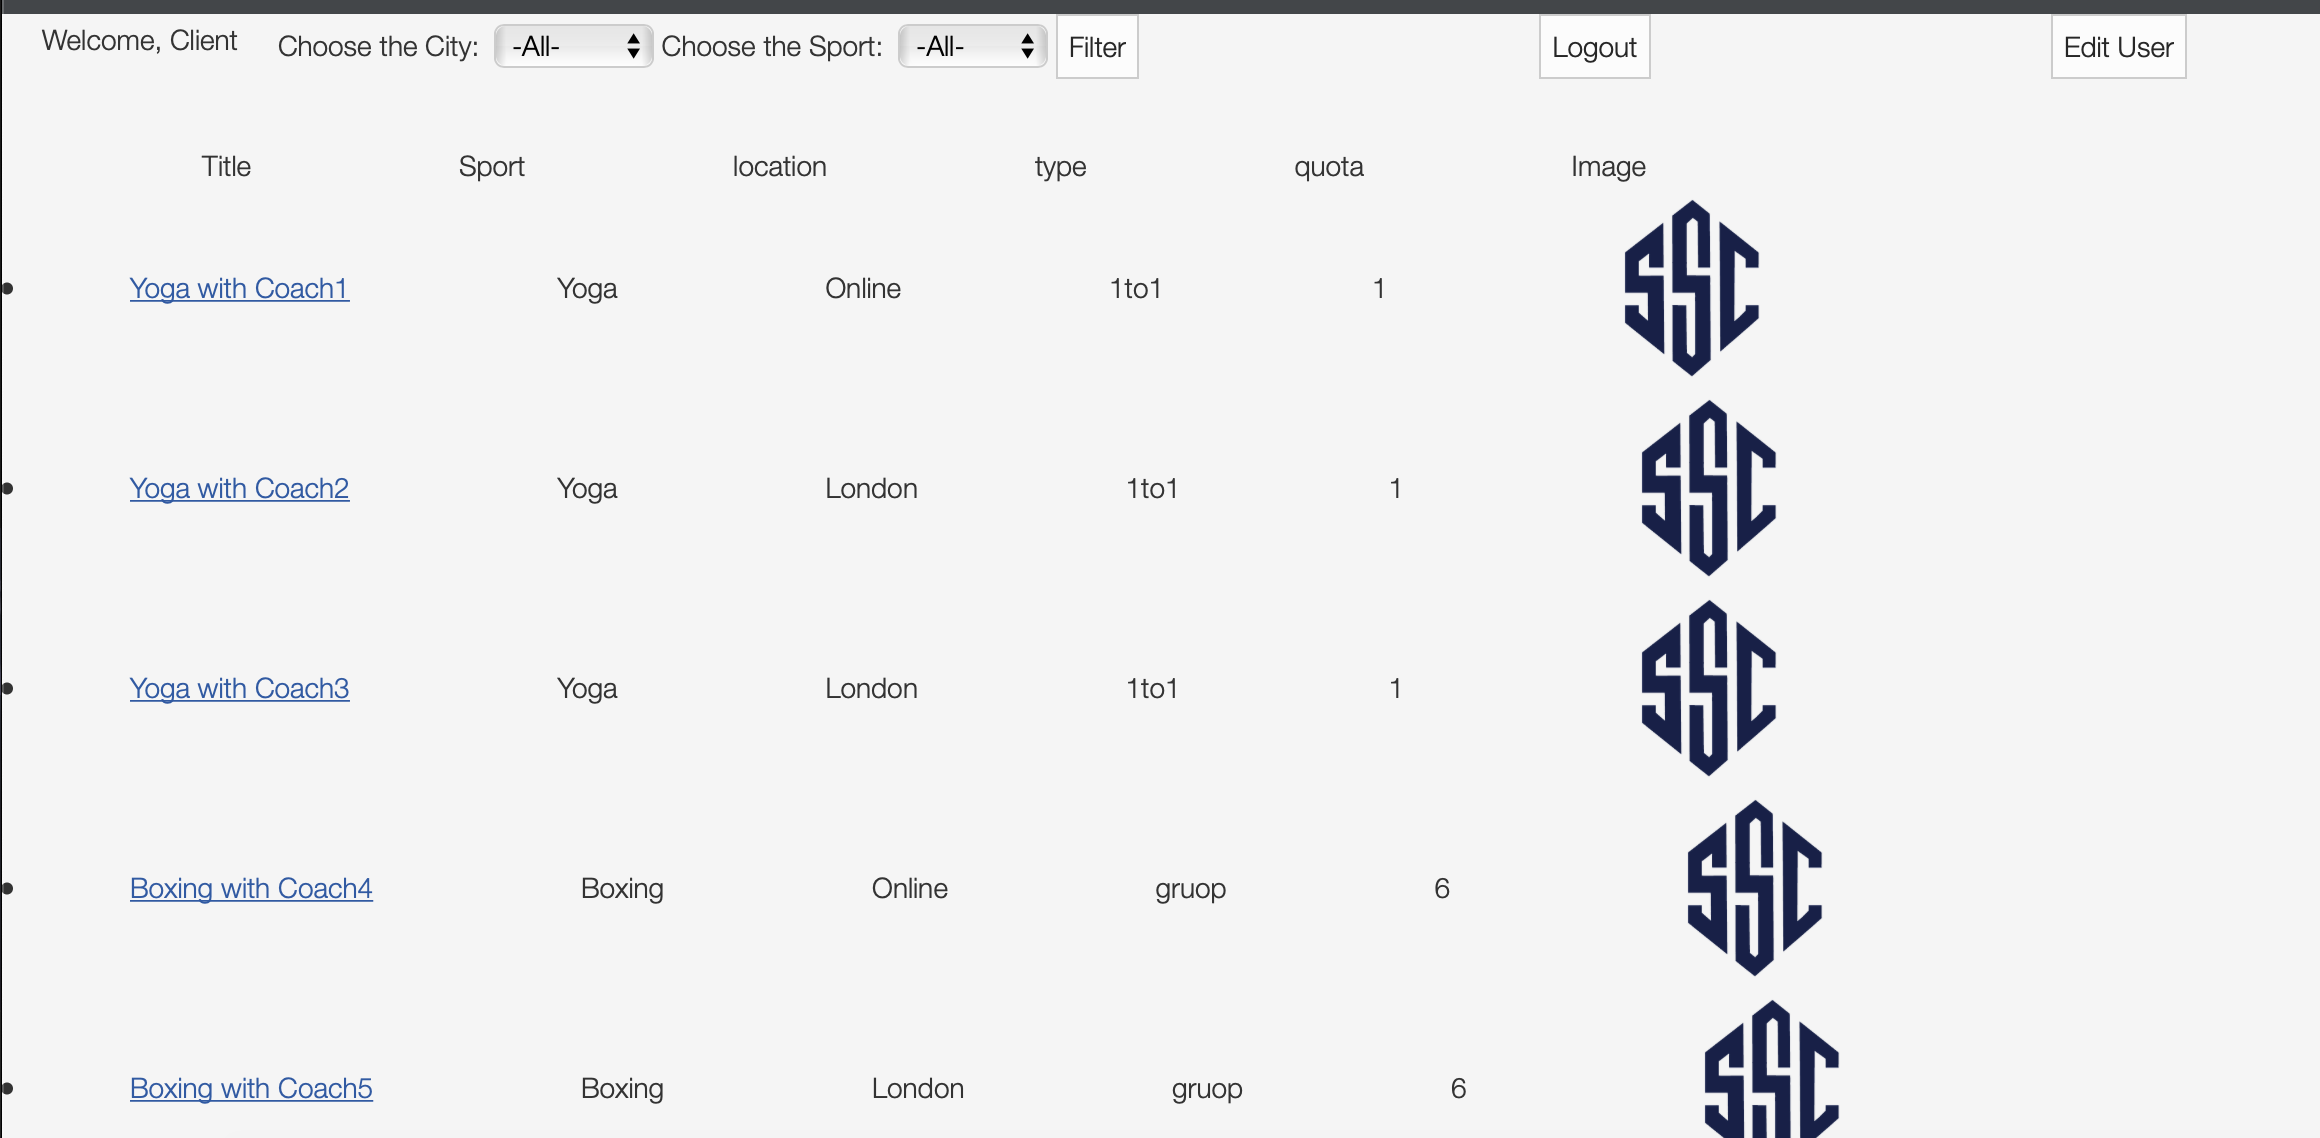 Welcome, Client Choose the City: -All- Choose the Sport: -All- Filter Logout Edit User
Title Sport location type quota Image
Yoga with Coach1 Yoga Online 1to1 1 SSC
Yoga with Coach2 Yoga London 1to1 1 SSC
Yoga with Coach3 Yoga London 1to1 1 SSC
Boxing with Coach4 Boxing Online gruop 6 SSC
Boxing with Coach5 Boxing London gruop 6 SSC